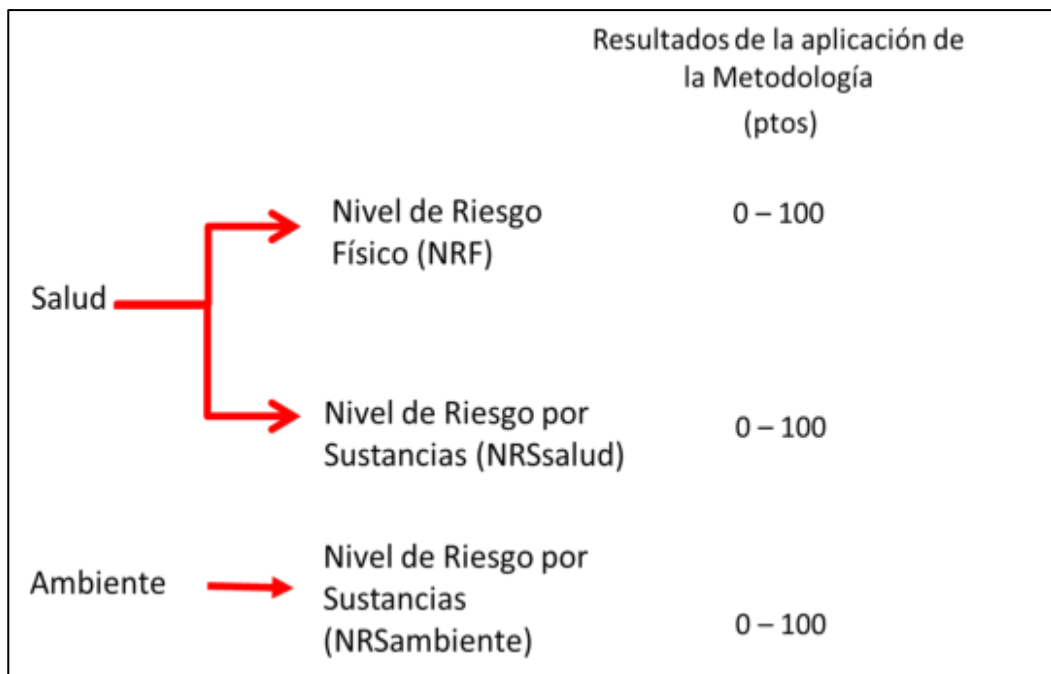 Resultados de la aplicación de
la Metodología
(ptos)
Nivel de Riesgo
Físico (NRF)
0 – 100
Salud
Nivel de Riesgo por
Sustancias (NRSsalud)
0 – 100
Ambiente
Nivel de Riesgo por
Sustancias
(NRSambiente)
0 – 100